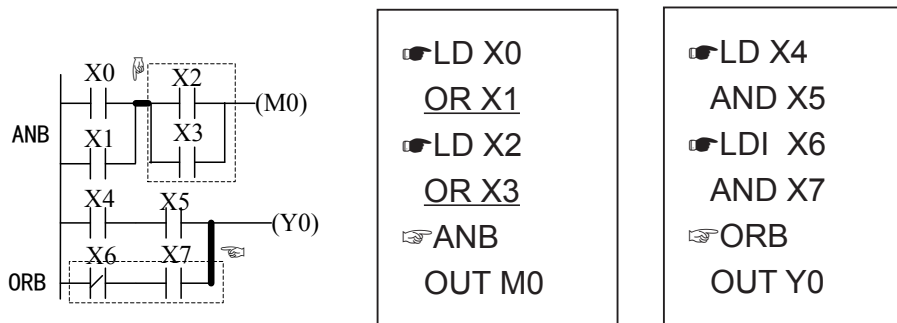 X0
X2
(M0)
ANB
X1
X3
X4
X5
(Y0)
X6
X7
ORB
☛LD X0
OR X1
☛LD X2
OR X3
☞ANB
OUT M0
☛LD X4
AND X5
☛LDI X6
AND X7
☞ORB
OUT Y0